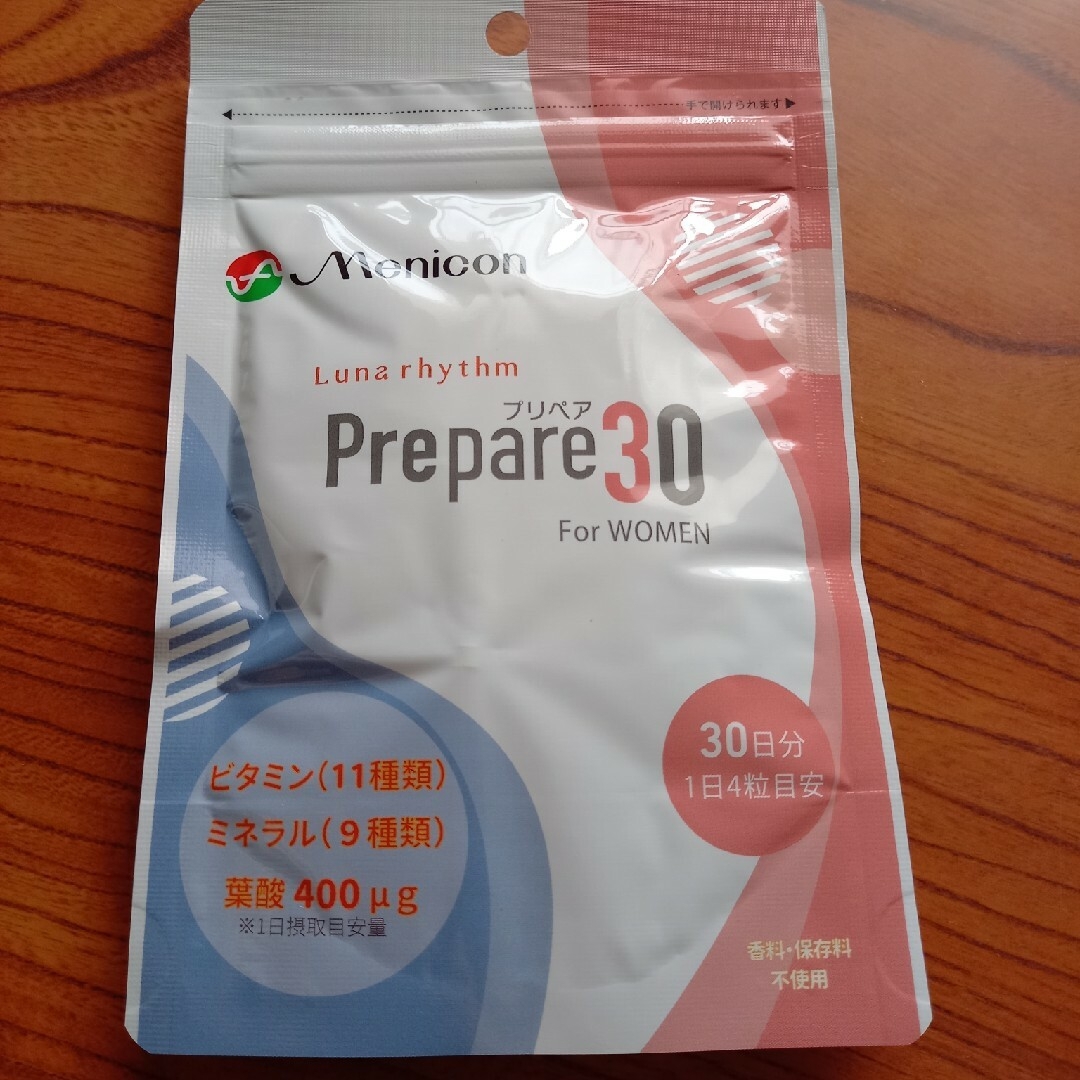 手で開けられます
Menicon
Luna rhythm
プリペア
Prepare30
For WOMEN
30日分
1日4粒目安
ビタミン(11種類)
ミネラル(9種類)
葉酸 400μg
※1日摂取目安量
香料・保存料
不使用